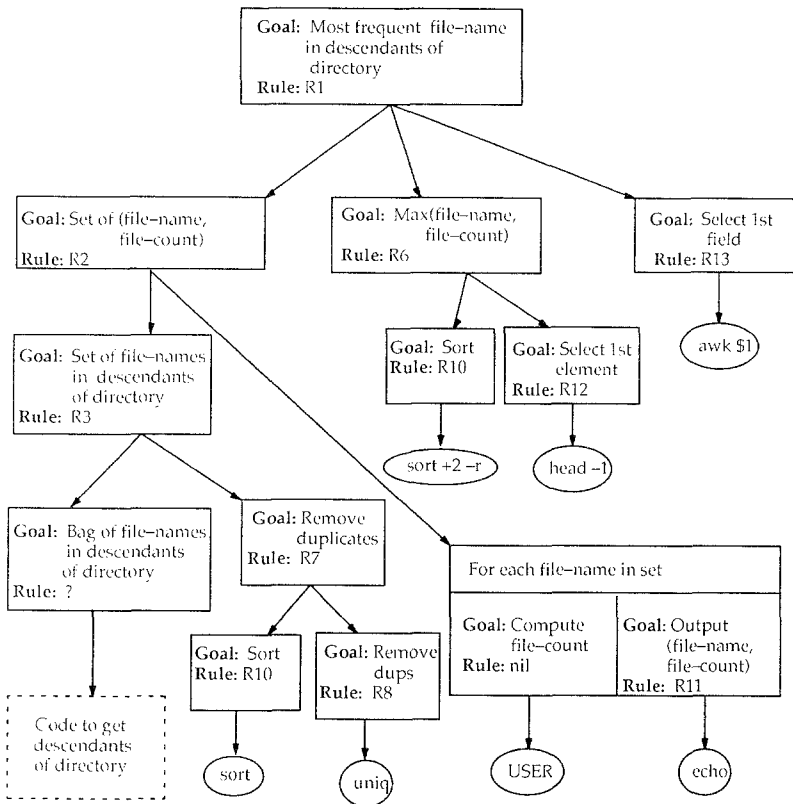 Goal: Most frequent file–name
in descendants of
directory
Rule: R1
Goal: Set of (file–name,
file–count)
Rule: R2
Goal: Max(file–name,
file–count)
Rule: R6
Goal: Select 1st
field
Rule: R13
Goal: Set of file–names
in descendants
of directory
Rule: R3
Goal: Sort
Rule: R10
Goal: Select 1st
element
Rule: R12
awk $1
sort +2 –r
head –1
Goal: Bag of file–names
in descendants
of directory
Rule: ?
Goal: Remove
duplicates
Rule: R7
For each file–name in set
Goal: Compute
file–count
Rule: nil
Goal: Output
(file–name,
file–count)
Rule: R11
Goal: Sort
Rule: R10
Goal: Remove
dups
Rule: R8
Code to get
descendants
of directory
sort
uniq
USER
echo